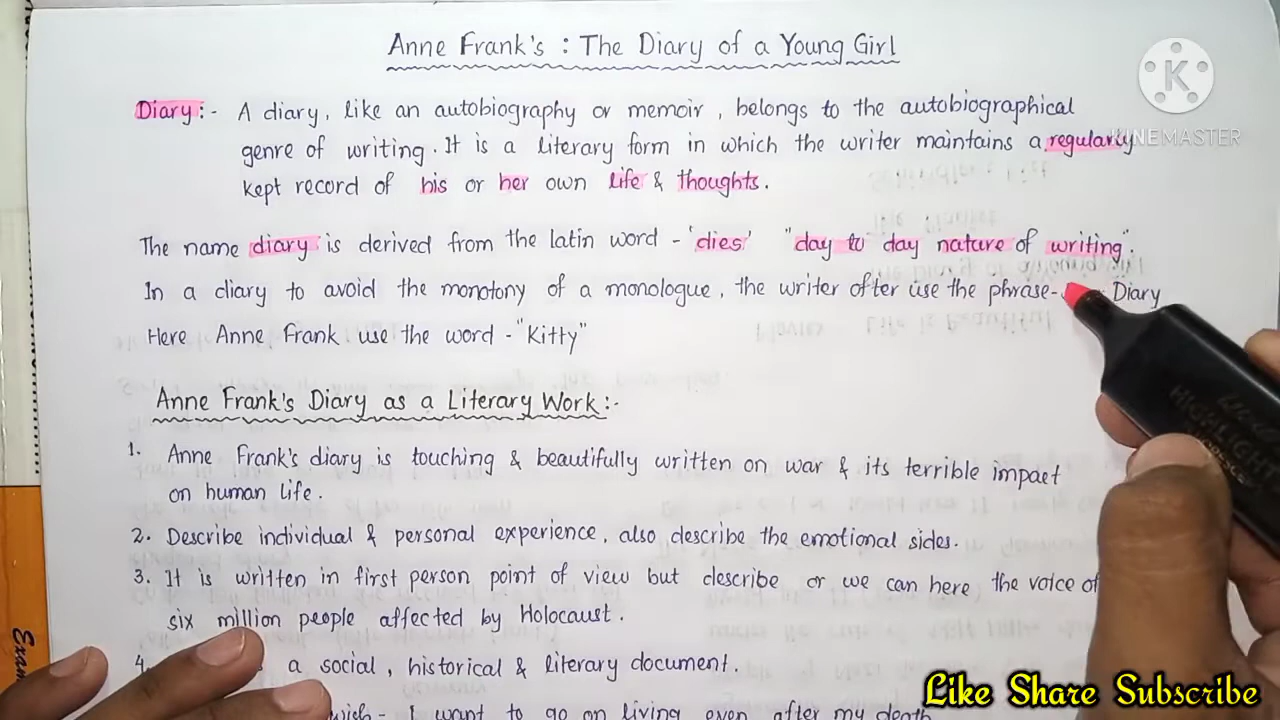 Anne Frank's : The Diary of a Young Girl
K
KINEMASTER
Diary :- A diary, like an autobiography or memoir, belongs to the autobiographical
genre of writing. It is a literary form in which the writer maintains a regularly
kept record of his or her own life & thoughts.
The name diary is derived from the latin word - 'dies' "day to day nature of writing".
In a diary to avoid the monotony of a monologue, the writer ofter use the phrase- Diary
Here Anne Frank use the word - "Kitty"
Anne Frank's Diary as a Literary Work :-
1. Anne Frank's diary is touching & beautifully written on war & its terrible impact
on human life.
2. Describe individual & personal experience, also describe the emotional sides.
3. It is written in first person point of view but describe or we can here the voice of
six million people affected by Holocaust.
4. a social, historical & literary document.
wish - I want to go on living even after my death
Exam
Like Share Subscribe